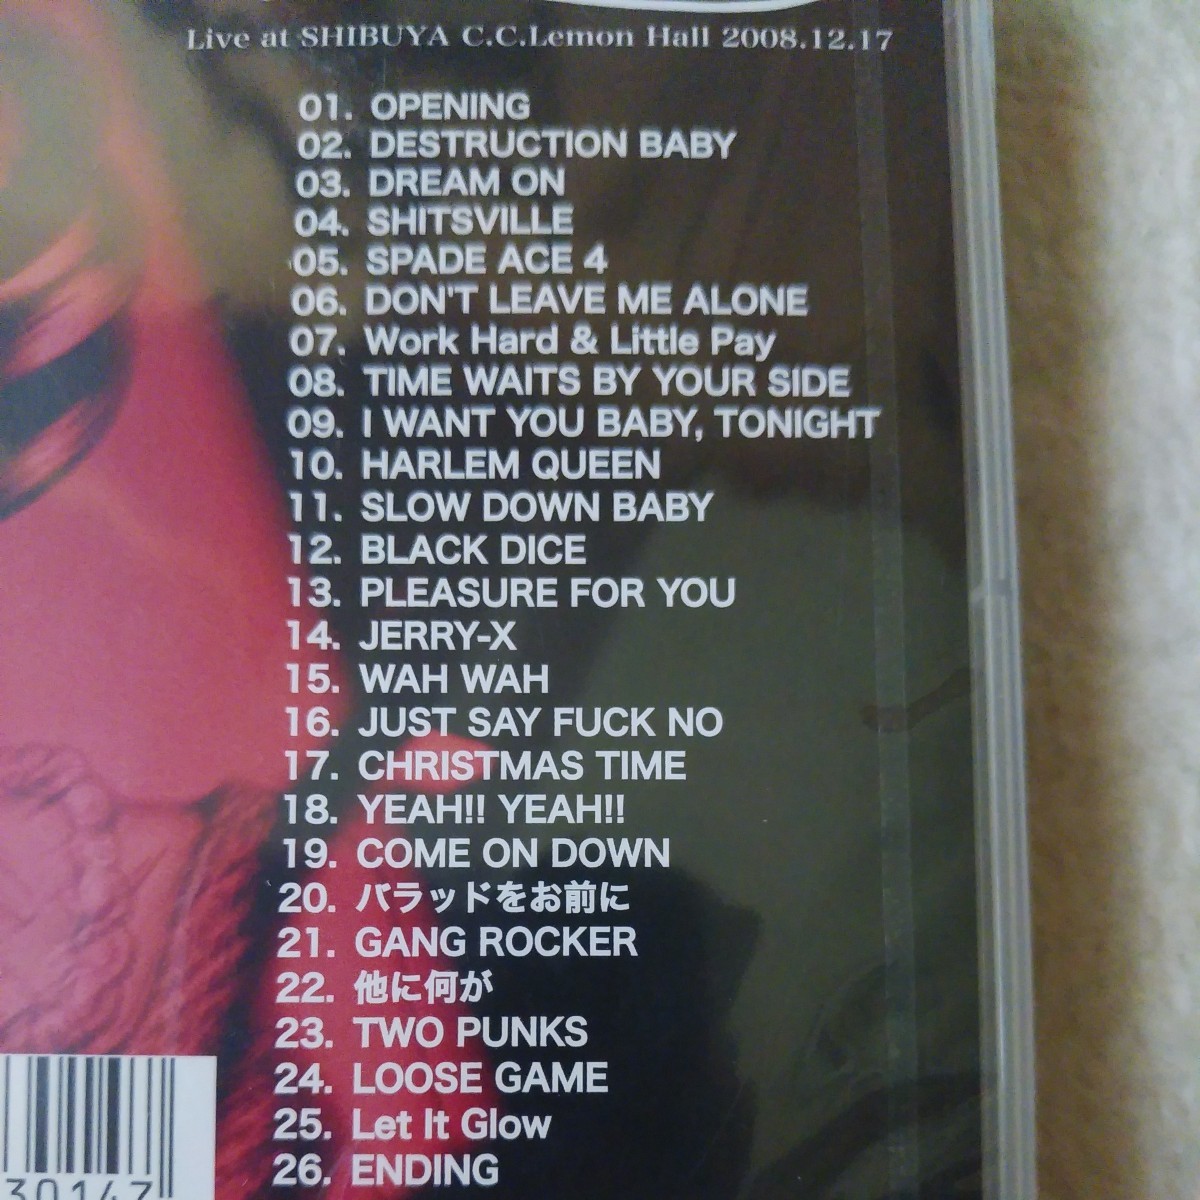 Live at SHIBUYA C.C.Lemon Hall 2008.12.17
01. OPENING
02. DESTRUCTION BABY
03. DREAM ON
04. SHITSVILLE
05. SPADE ACE 4
06. DON'T LEAVE ME ALONE
07. Work Hard & Little Pay
08. TIME WAITS BY YOUR SIDE
09. I WANT YOU BABY, TONIGHT
10. HARLEM QUEEN
11. SLOW DOWN BABY
12. BLACK DICE
13. PLEASURE FOR YOU
14. JERRY-X
15. WAH WAH
16. JUST SAY FUCK NO
17. CHRISTMAS TIME
18. YEAH!! YEAH!!
19. COME ON DOWN
20. バラッドをお前に
21. GANG ROCKER
22. 他に何が
23. TWO PUNKS
24. LOOSE GAME
25. Let It Glow
26. ENDING
30147